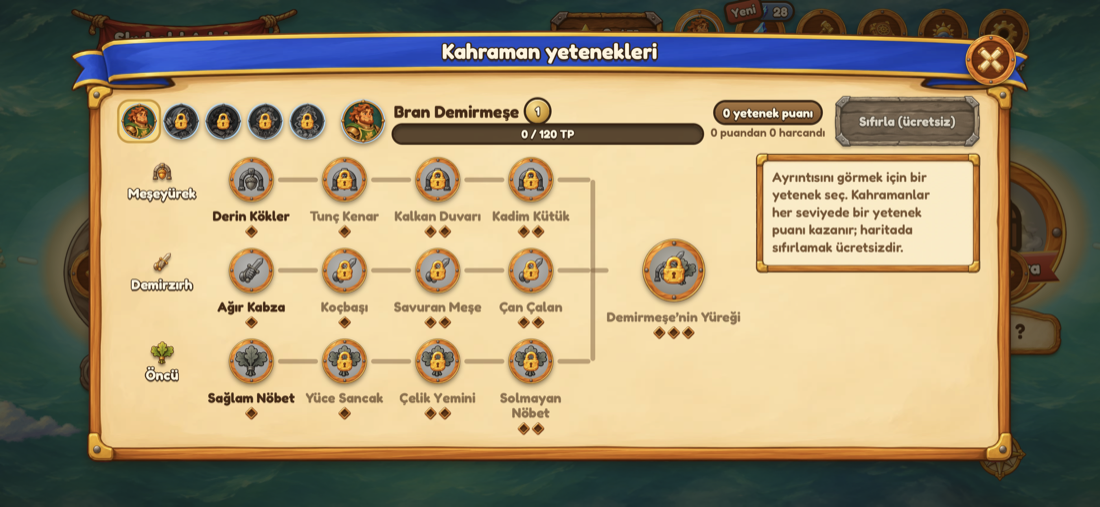 Yeni
28
Kahraman yetenekleri
Bran Demirmeşe 1
0 / 120 TP
0 yetenek puanı
0 puandan 0 harcandı
Sıfırla (ücretsiz)
Meşeyürek
Derin Kökler
Tunç Kenar
Kalkan Duvarı
Kadim Kütük
Demirzırh
Ağır Kabza
Koçbaşı
Savuran Meşe
Çan Çalan
Demirmeşe'nin Yüreği
Öncü
Sağlam Nöbet
Yüce Sancak
Çelik Yemini
Solmayan
Nöbet
Ayrıntısını görmek için bir
yetenek seç. Kahramanlar
her seviyede bir yetenek
puanı kazanır; haritada
sıfırlamak ücretsizdir.
?